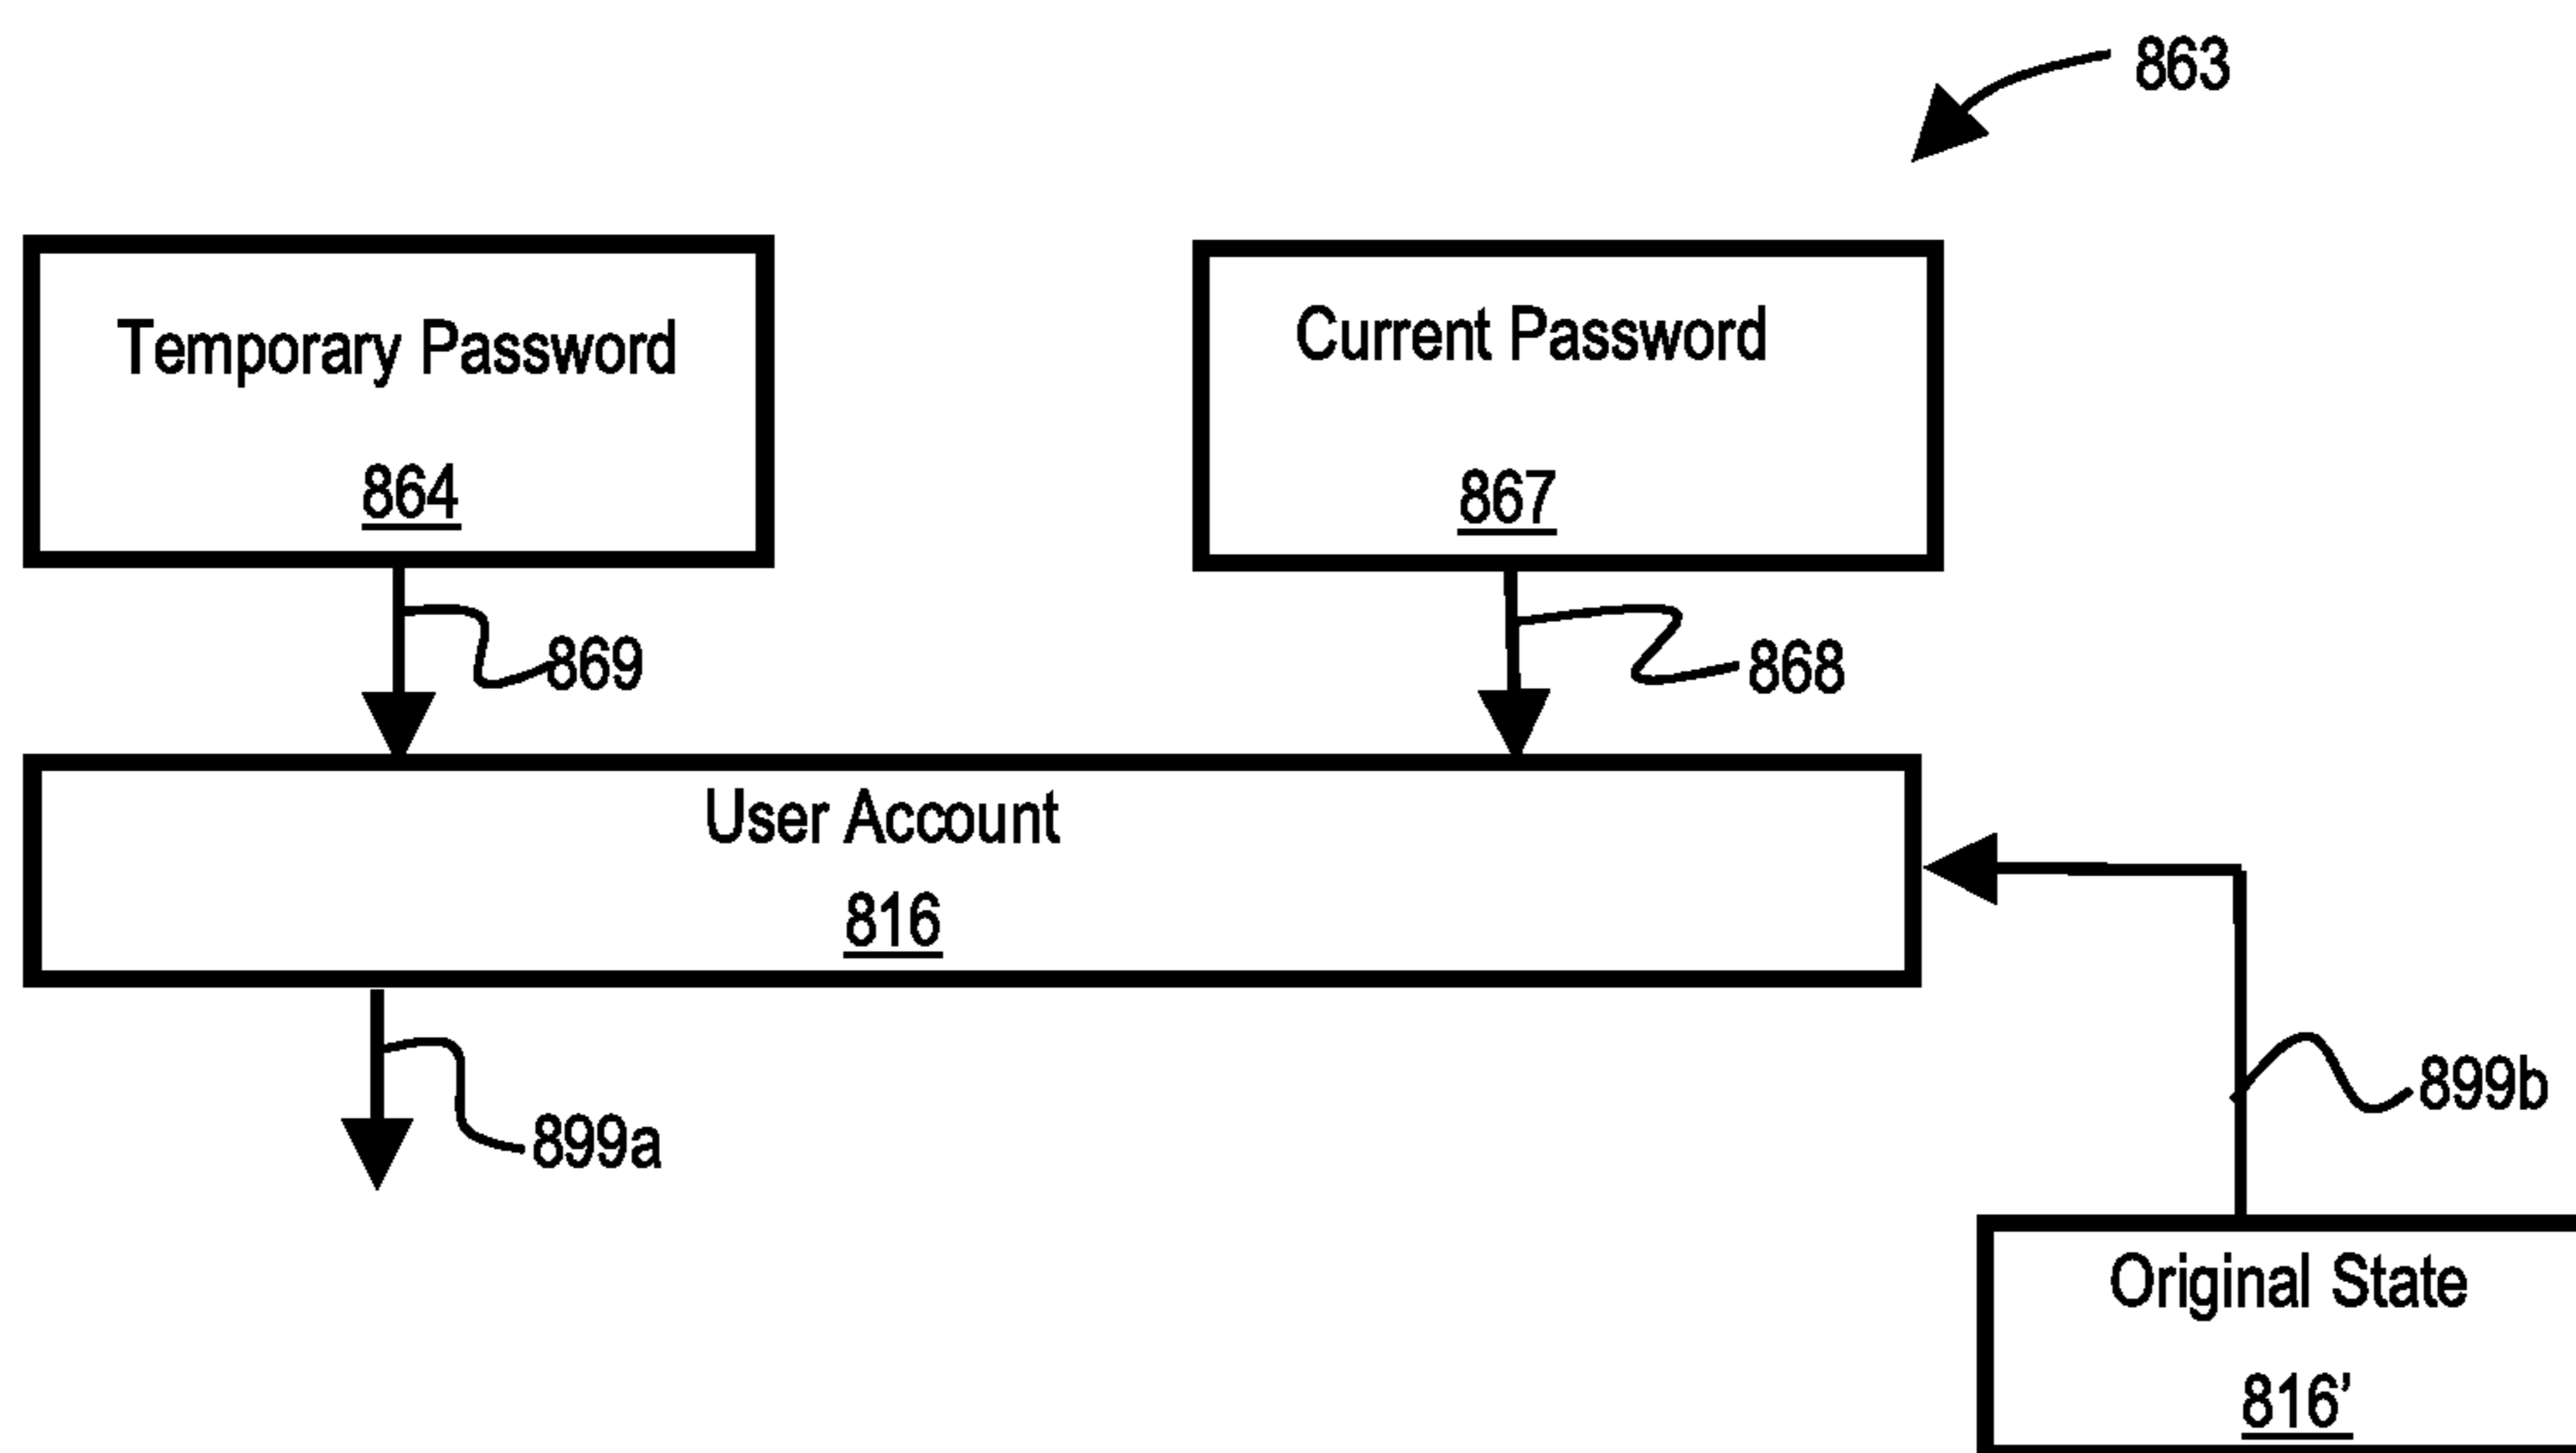 863
Temporary Password
864
Current Password
867
869
868
User Account
816
899a
899b
Original State
816’